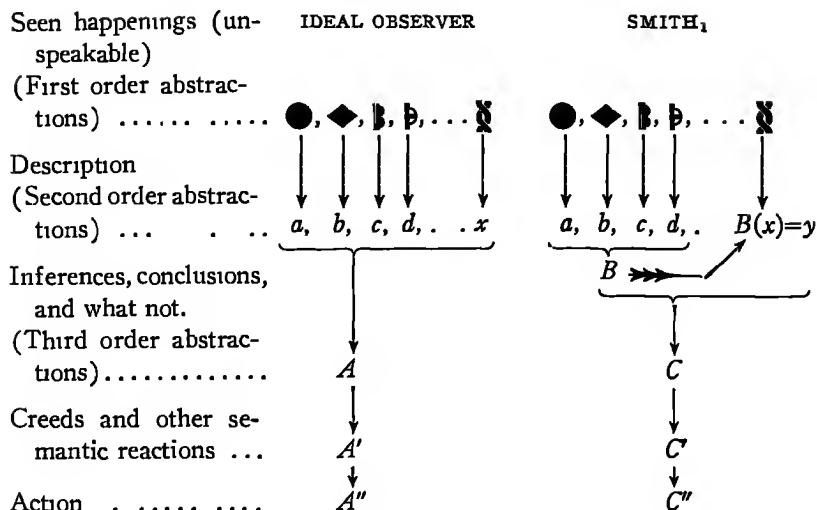 Seen happenings (un- IDEAL OBSERVER SMITH₁
speakable)
(First order abstrac-
tions) ...... ..... , , , , ... , , , , ...
Description
(Second order abstrac-
tions) ... . .. a, b, c, d, . . x a, b, c, d, . B(x)=y
B
Inferences, conclusions,
and what not.
(Third order abstrac-
tions)............. A C
Creeds and other se-
mantic reactions ... A′ C′
Action . ...... .... A″ C″